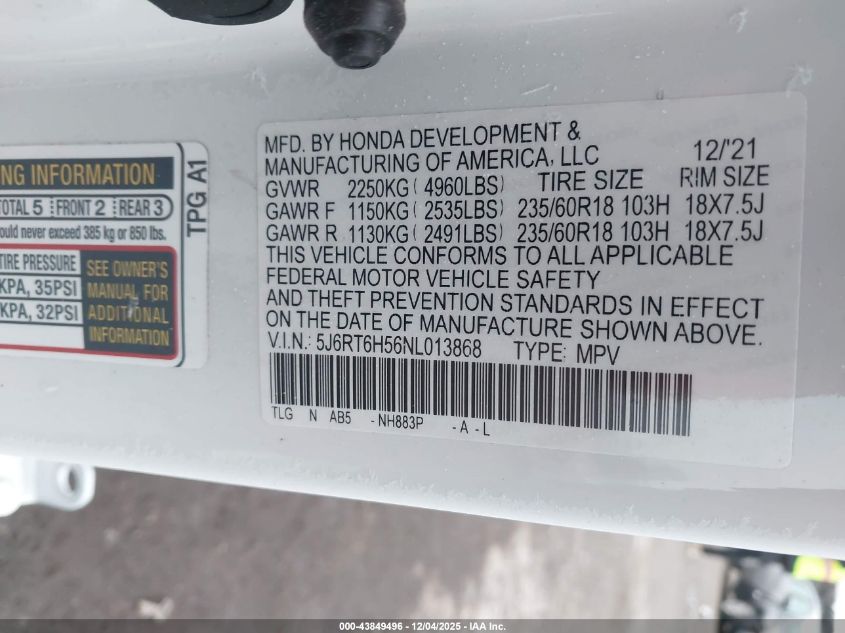 NG INFORMATION
TOTAL 5 FRONT 2 REAR 3
ould never exceed 385 kg or 850 lbs.
TIRE PRESSURE
KPA, 35PSI
KPA, 32PSI
SEE OWNER'S
MANUAL FOR
ADDITIONAL
INFORMATION
TPG A1
MFD. BY HONDA DEVELOPMENT &
MANUFACTURING OF AMERICA, LLC 12/'21
GVWR 2250KG ( 4960LBS) TIRE SIZE RIM SIZE
GAWR F 1150KG ( 2535LBS) 235/60R18 103H 18X7.5J
GAWR R 1130KG ( 2491LBS) 235/60R18 103H 18X7.5J
THIS VEHICLE CONFORMS TO ALL APPLICABLE
FEDERAL MOTOR VEHICLE SAFETY
AND THEFT PREVENTION STANDARDS IN EFFECT
ON THE DATE OF MANUFACTURE SHOWN ABOVE.
V.I.N.: 5J6RT6H56NL013868 TYPE: MPV
TLG N AB5 -NH883P -A-L
000-43849496 - 12/04/2025 - IAA Inc.